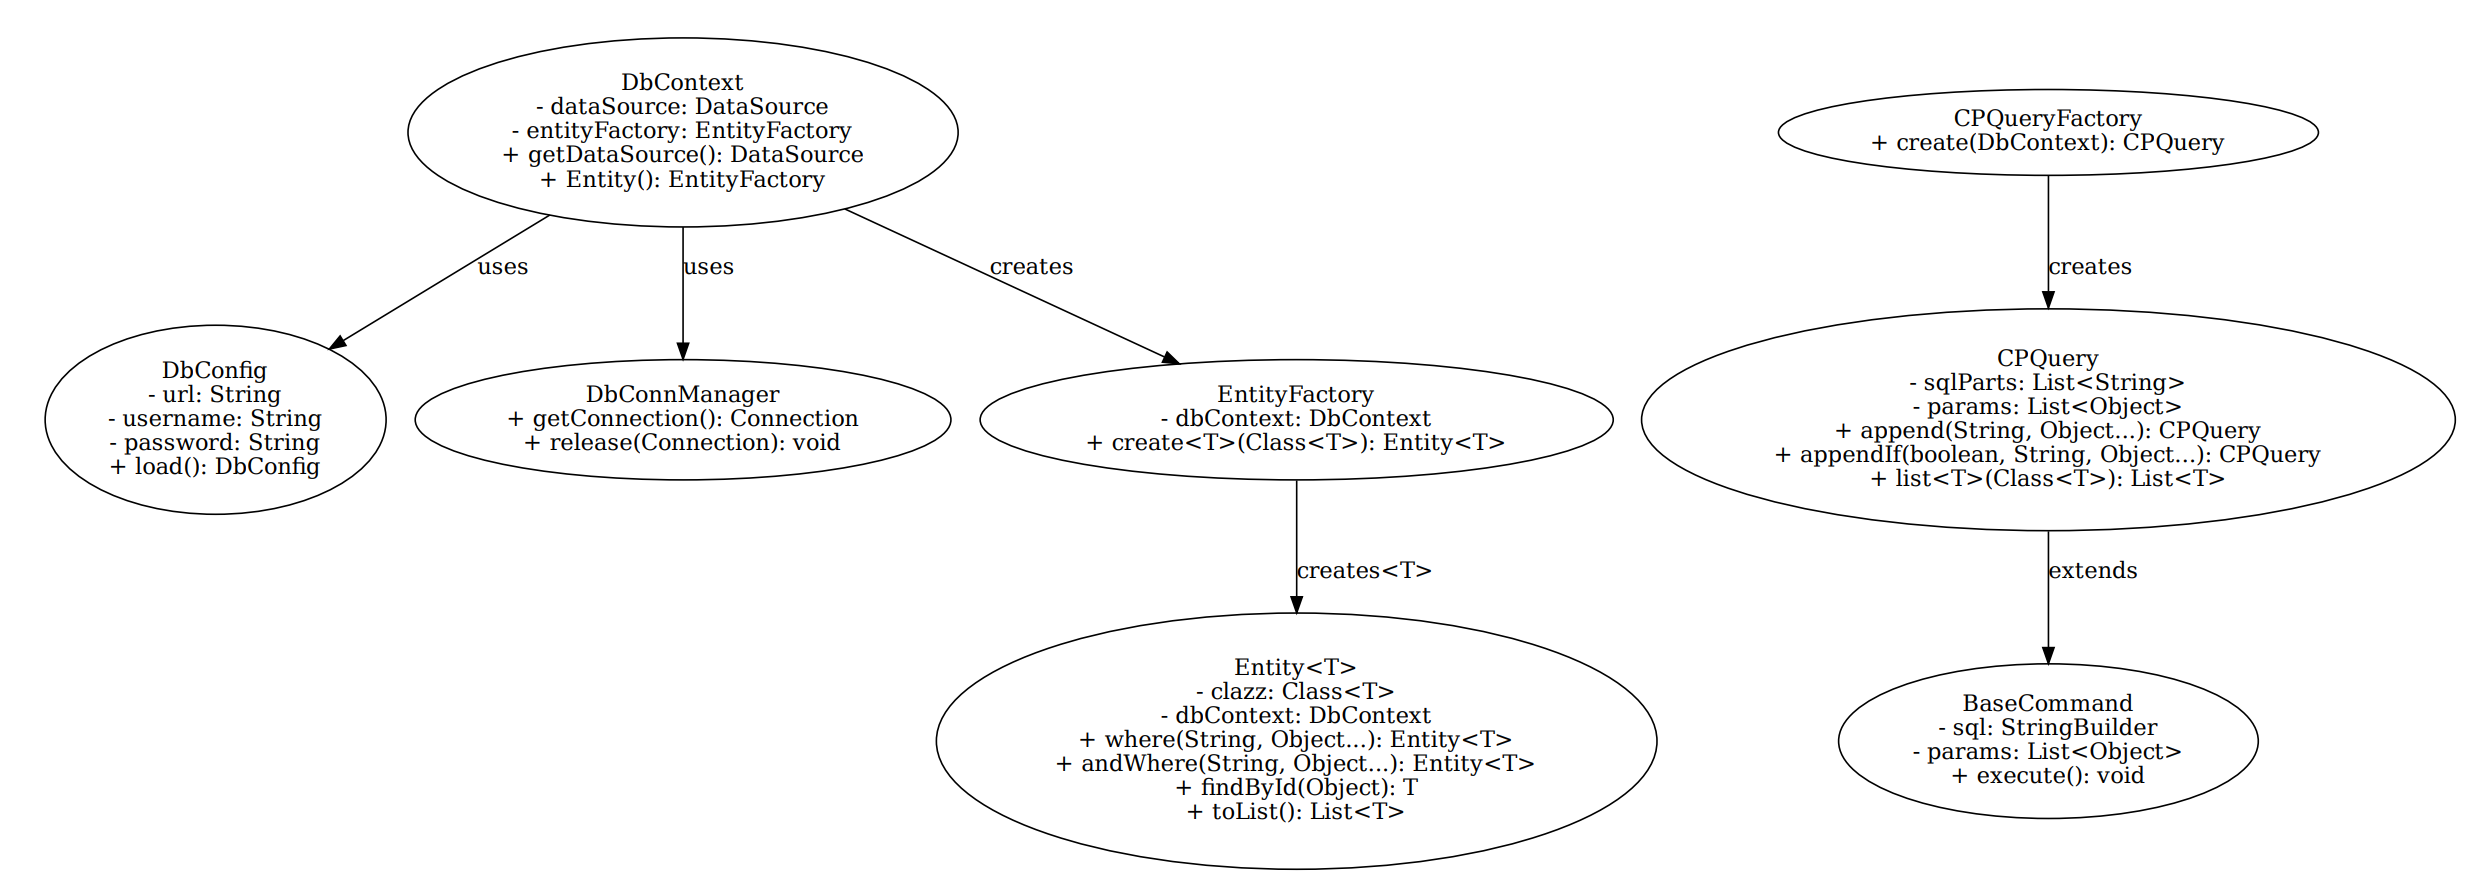 DbContext
- dataSource: DataSource
- entityFactory: EntityFactory
+ getDataSource(): DataSource
+ Entity(): EntityFactory
CPQueryFactory
+ create(DbContext): CPQuery
uses
uses
creates
creates
DbConfig
- url: String
- username: String
- password: String
+ load(): DbConfig
DbConnManager
+ getConnection(): Connection
+ release(Connection): void
EntityFactory
- dbContext: DbContext
+ create<T>(Class<T>): Entity<T>
CPQuery
- sqlParts: List<String>
- params: List<Object>
+ append(String, Object...): CPQuery
+ appendIf(boolean, String, Object...): CPQuery
+ list<T>(Class<T>): List<T>
creates<T>
extends
Entity<T>
- clazz: Class<T>
- dbContext: DbContext
+ where(String, Object...): Entity<T>
+ andWhere(String, Object...): Entity<T>
+ findById(Object): T
+ toList(): List<T>
BaseCommand
- sql: StringBuilder
- params: List<Object>
+ execute(): void